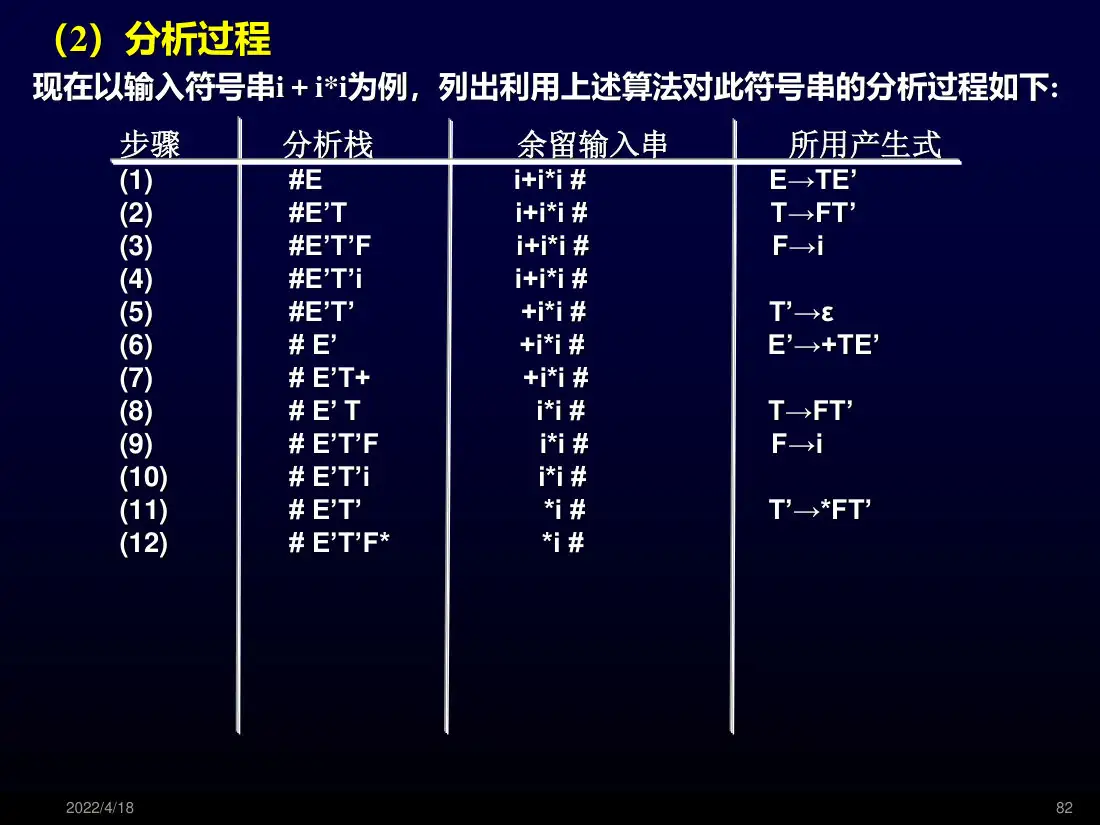 （2）分析过程
现在以输入符号串i + i*i为例，列出利用上述算法对此符号串的分析过程如下:
步骤 分析栈 余留输入串 所用产生式
(1) #E i+i*i # E→TE’
(2) #E’T i+i*i # T→FT’
(3) #E’T’F i+i*i # F→i
(4) #E’T’i i+i*i #
(5) #E’T’ +i*i # T’→ε
(6) # E’ +i*i # E’→+TE’
(7) # E’T+ +i*i #
(8) # E’ T i*i # T→FT’
(9) # E’T’F i*i # F→i
(10) # E’T’i i*i #
(11) # E’T’ *i # T’→*FT’
(12) # E’T’F* *i #
2022/4/18 82